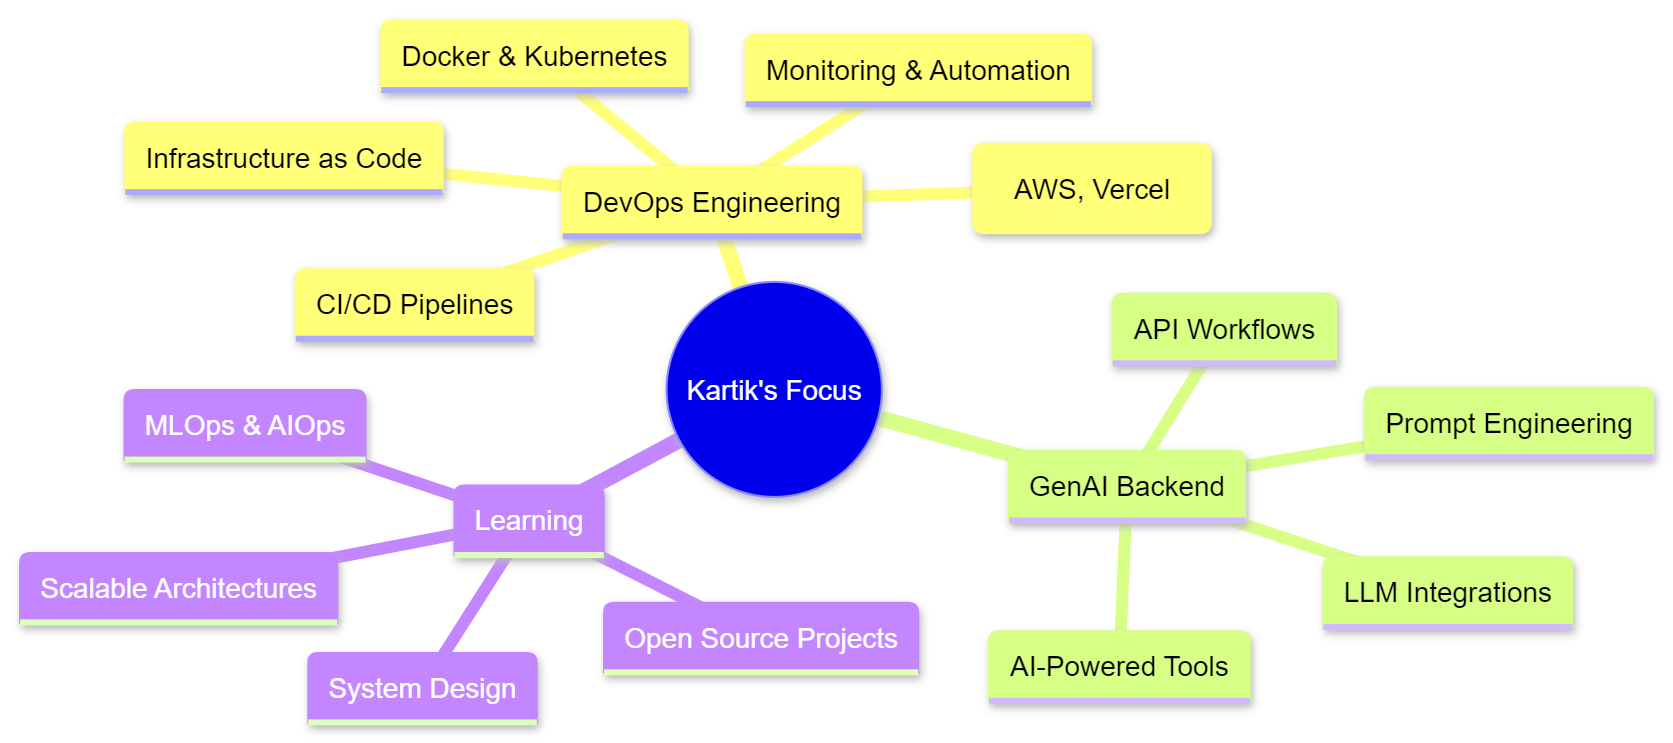 Docker & Kubernetes
Monitoring & Automation
Infrastructure as Code
AWS, Vercel
DevOps Engineering
CI/CD Pipelines
API Workflows
Kartik's Focus
MLOps & AIOps
Prompt Engineering
GenAI Backend
Learning
Scalable Architectures
LLM Integrations
Open Source Projects
AI-Powered Tools
System Design